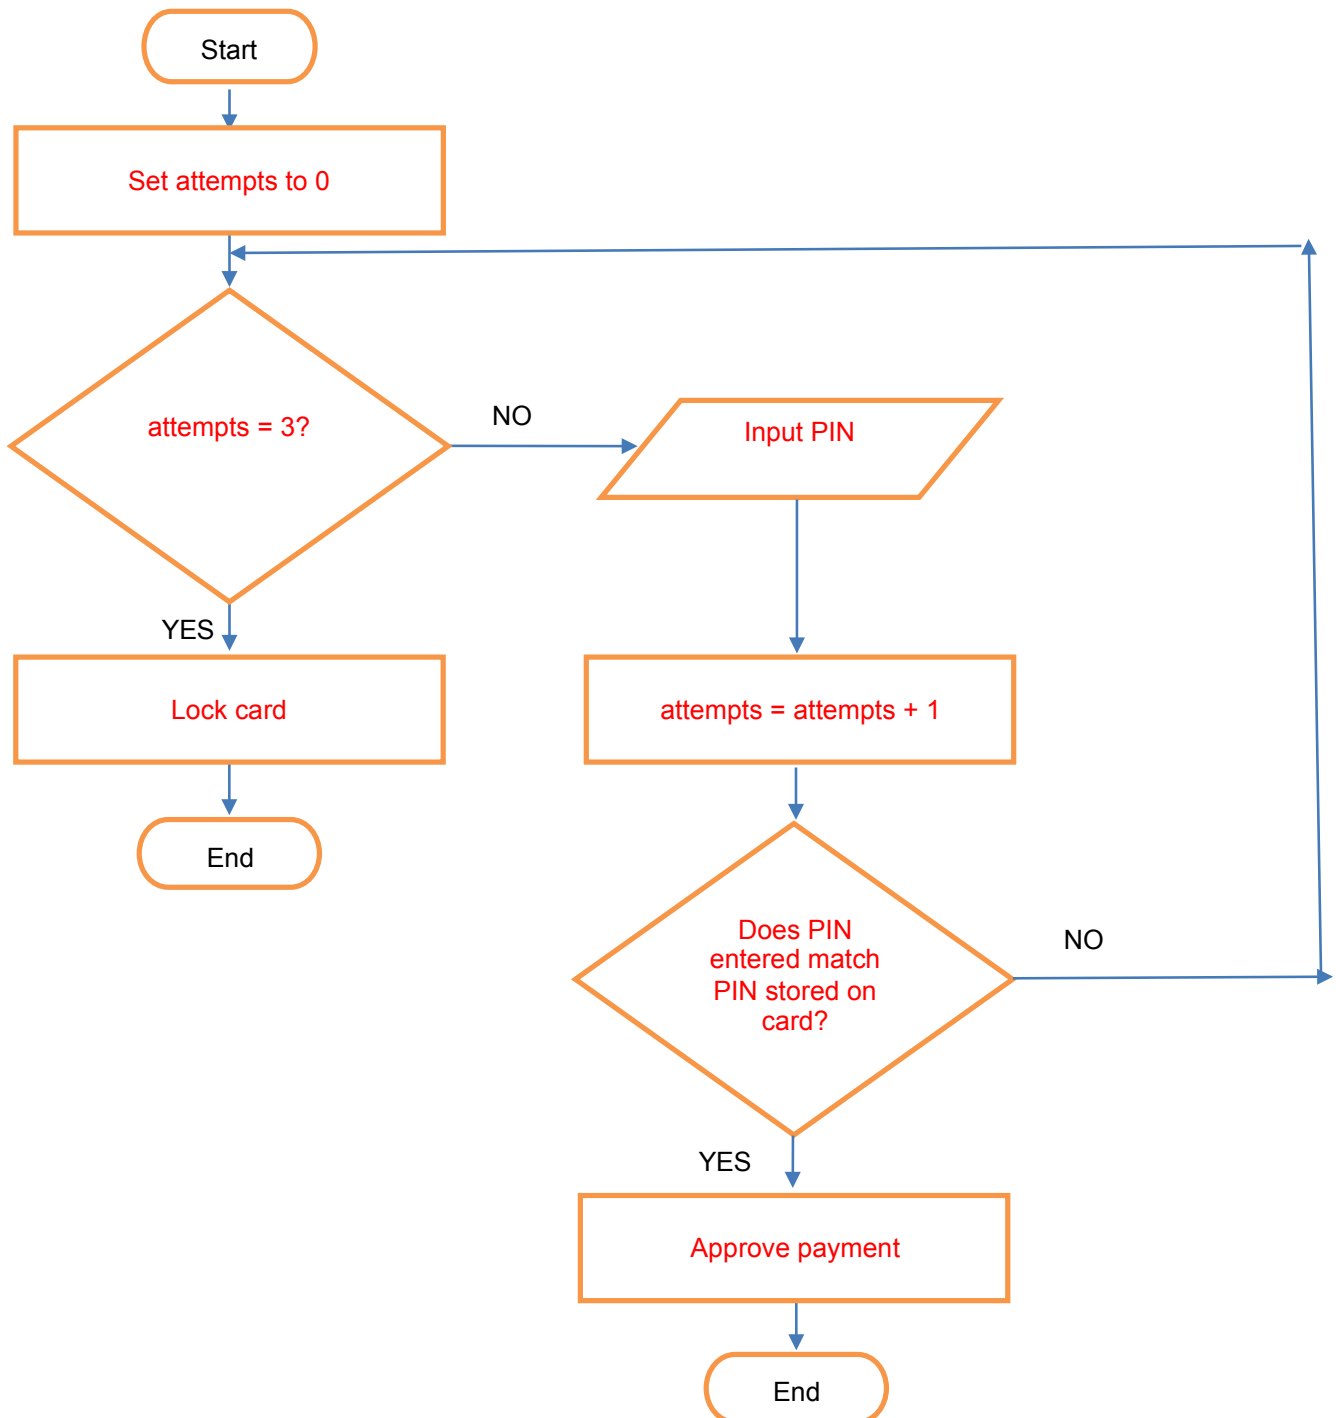 Start
Set attempts to 0
attempts = 3?
NO
Input PIN
YES
Lock card
attempts = attempts + 1
End
Does PIN
entered match
PIN stored on
card?
NO
YES
Approve payment
End